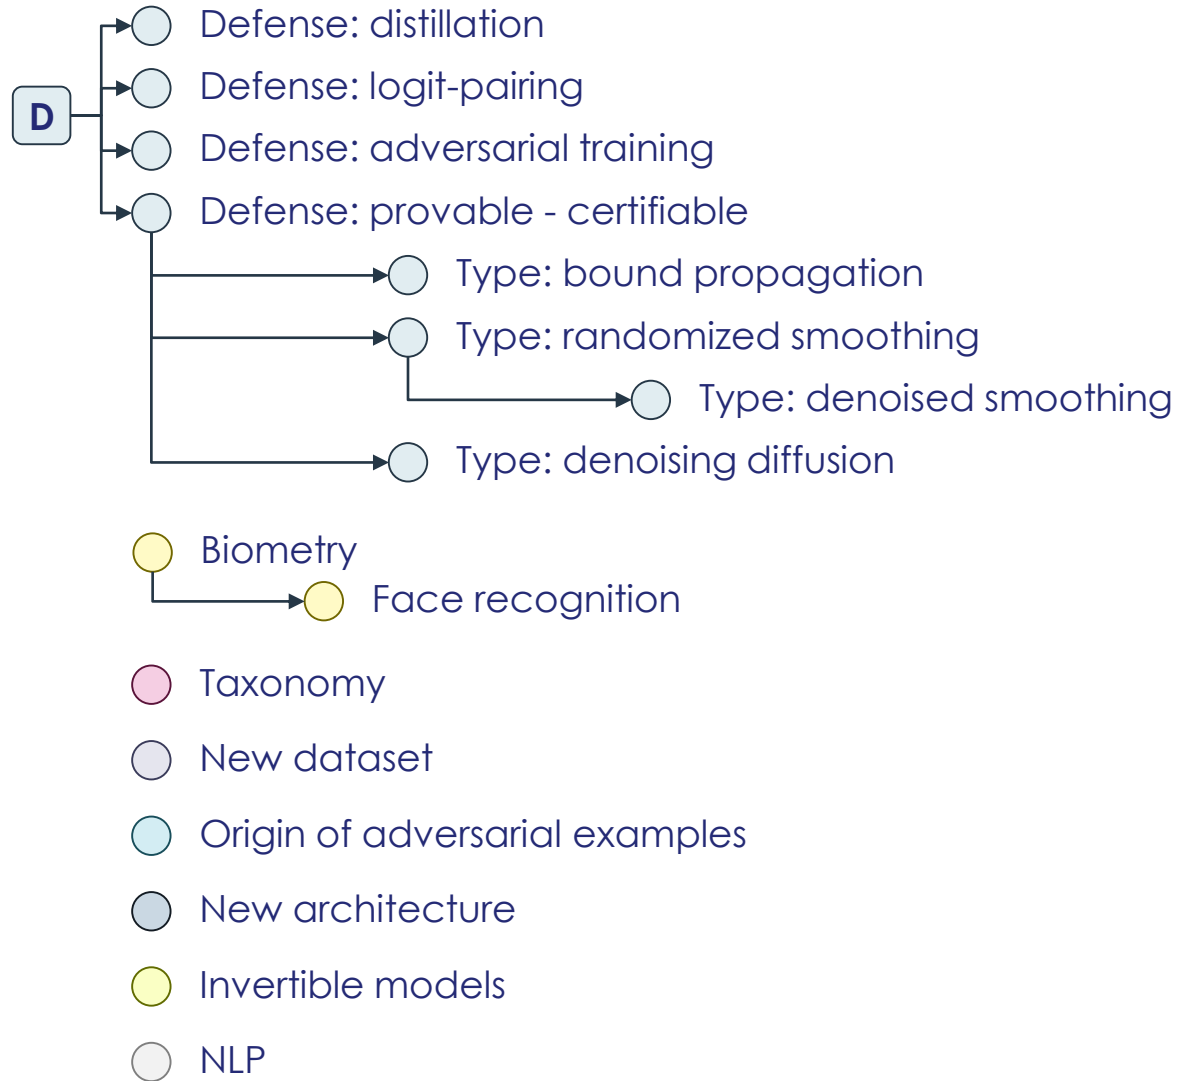 Defense: distillation
Defense: logit-pairing
D
Defense: adversarial training
Defense: provable - certifiable
Type: bound propagation
Type: randomized smoothing
Type: denoised smoothing
Type: denoising diffusion
Biometry
Face recognition
Taxonomy
New dataset
Origin of adversarial examples
New architecture
Invertible models
NLP